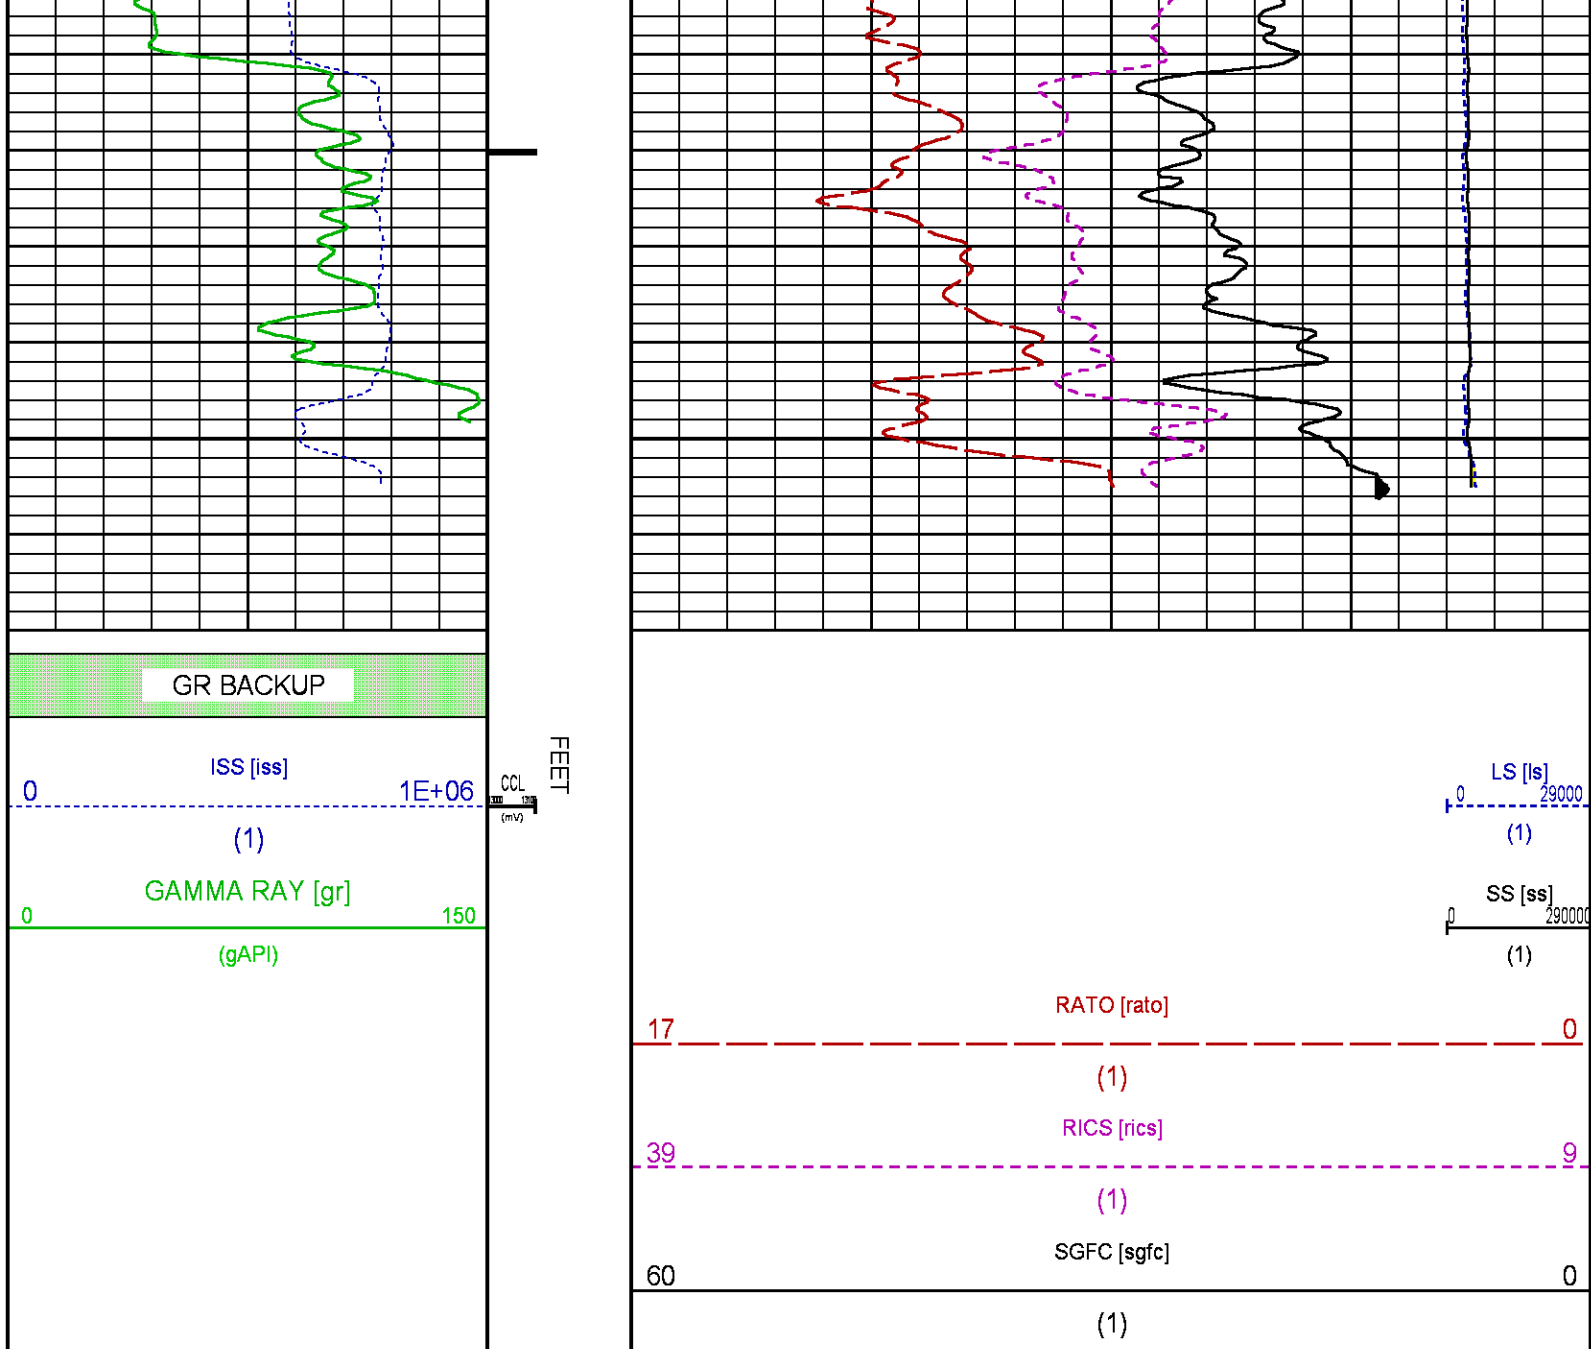 GR BACKUP
FEET
ISS [iss]
0 1E+06
(1)
CCL
(mV)
LS [ls]
0 29000
(1)
GAMMA RAY [gr]
0 150
(gAPI)
SS [ss]
0 290000
(1)
RATO [rato]
17 0
(1)
RICS [rics]
39 9
(1)
SGFC [sgfc]
60 0
(1)